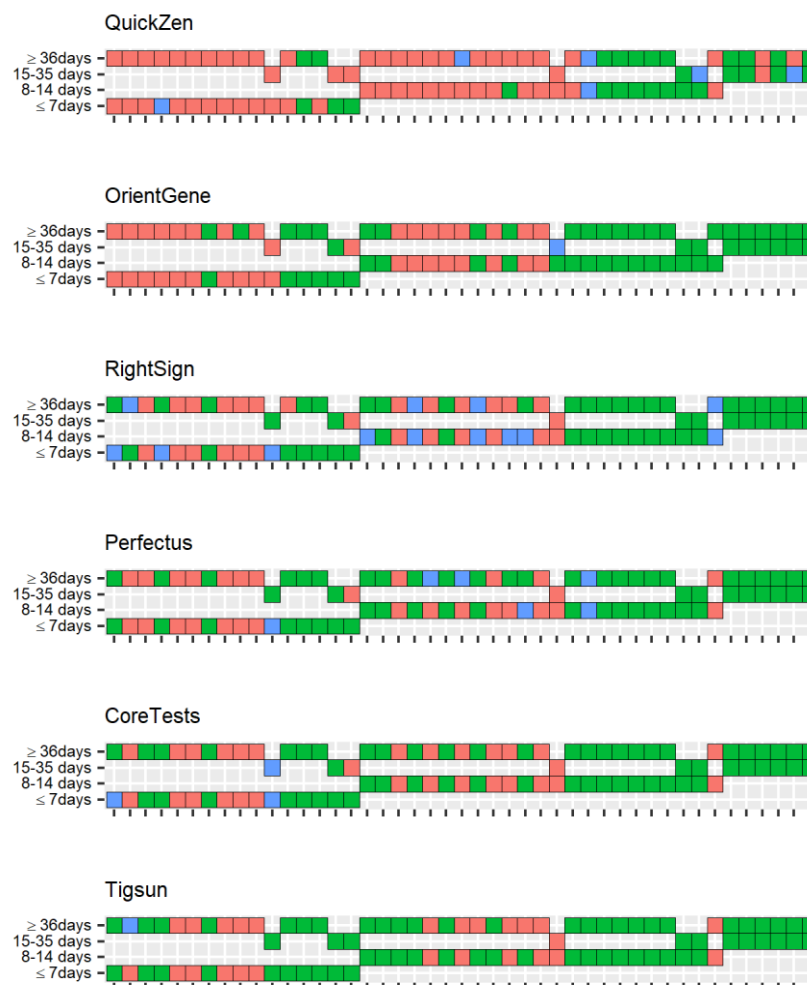 QuickZen
≥ 36days
15-35 days
8-14 days
≤ 7days
OrientGene
≥ 36days
15-35 days
8-14 days
≤ 7days
RightSign
≥ 36days
15-35 days
8-14 days
≤ 7days
Perfectus
≥ 36days
15-35 days
8-14 days
≤ 7days
CoreTests
≥ 36days
15-35 days
8-14 days
≤ 7days
Tigsun
≥ 36days
15-35 days
8-14 days
≤ 7days